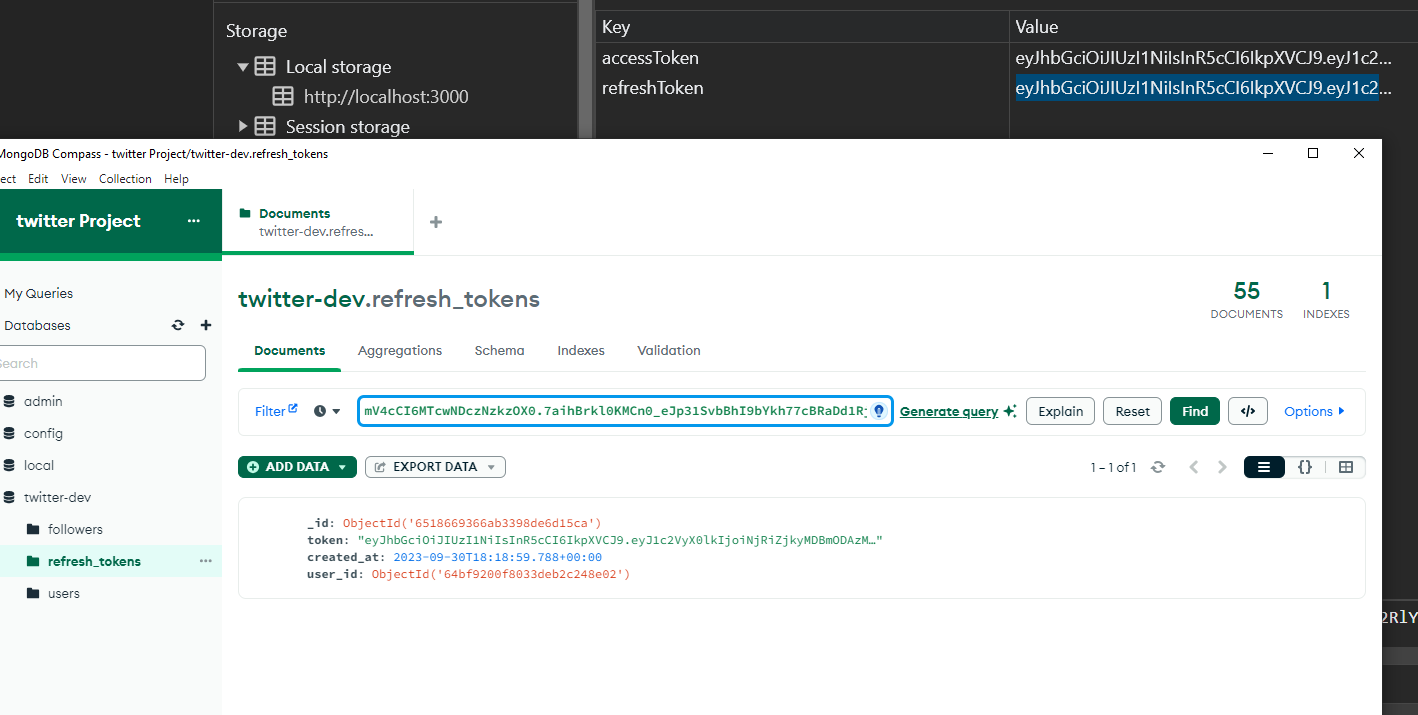 Storage
Local storage
http://localhost:3000
Session storage
Key Value
accessToken eyJhbGciOiJIUzI1NiIsInR5cCI6IkpXVCJ9.eyJ1c2...
refreshToken eyJhbGciOiJIUzI1NiIsInR5cCI6IkpXVCJ9.eyJ1c2...
MongoDB Compass - twitter Project/twitter-dev.refresh_tokens
ect Edit View Collection Help
twitter Project ...
Documents
twitter-dev.refres...
My Queries
Databases
Search
admin
config
local
twitter-dev
followers
refresh_tokens ...
users
twitter-dev.refresh_tokens
55
DOCUMENTS
1
INDEXES
Documents Aggregations Schema Indexes Validation
Filter mV4cCI6MTcwNDczNzkzOX0.7aihBrkl0KMCn0_eJp31SvbBhI9bYkh77cBRaDd1R Generate query Explain Reset Find </> Options
ADD DATA EXPORT DATA 1 – 1 of 1 {}
_id: ObjectId('6518669366ab3398de6d15ca')
token: "eyJhbGciOiJIUzI1NiIsInR5cCI6IkpXVCJ9.eyJ1c2VyX0lkIjoiNjRiZjkyMDBmODAzM…"
created_at: 2023-09-30T18:18:59.788+00:00
user_id: ObjectId('64bf9200f8033deb2c248e02')
2RlY